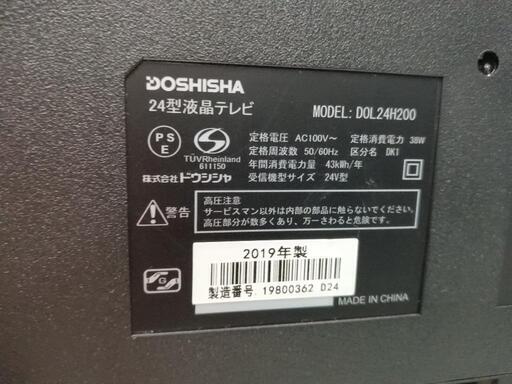 DOSHISHA
24型液晶テレビ MODEL: DOL24H200
PS
E
TÜVRheinland
611150
定格電圧 AC100V～ 定格消費電力 38W
定格周波数 50/60Hz 区分名 DK1
年間消費電力量 43kWh/年
受信機型サイズ 24V型
株式会社ドウシシャ
警告
高圧注意
サービスマン以外は内部の部品に触らないでください。
高圧部分が数多くあり、万一さわると危険です。
G
2019年製
製造番号 19800362 D24
MADE IN CHINA